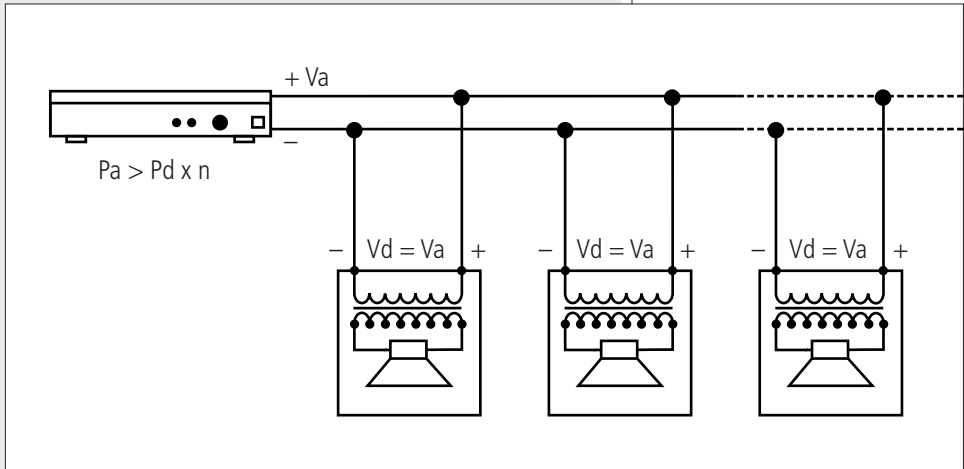 + Va
–
Pa > Pd x n
– Vd = Va +
– Vd = Va +
– Vd = Va +